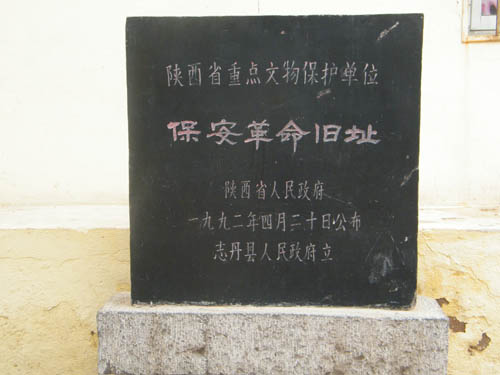 陕西省重点文物保护单位
保安革命旧址
陕西省人民政府
一九九二年四月二十日·公布
志丹县人民政府立